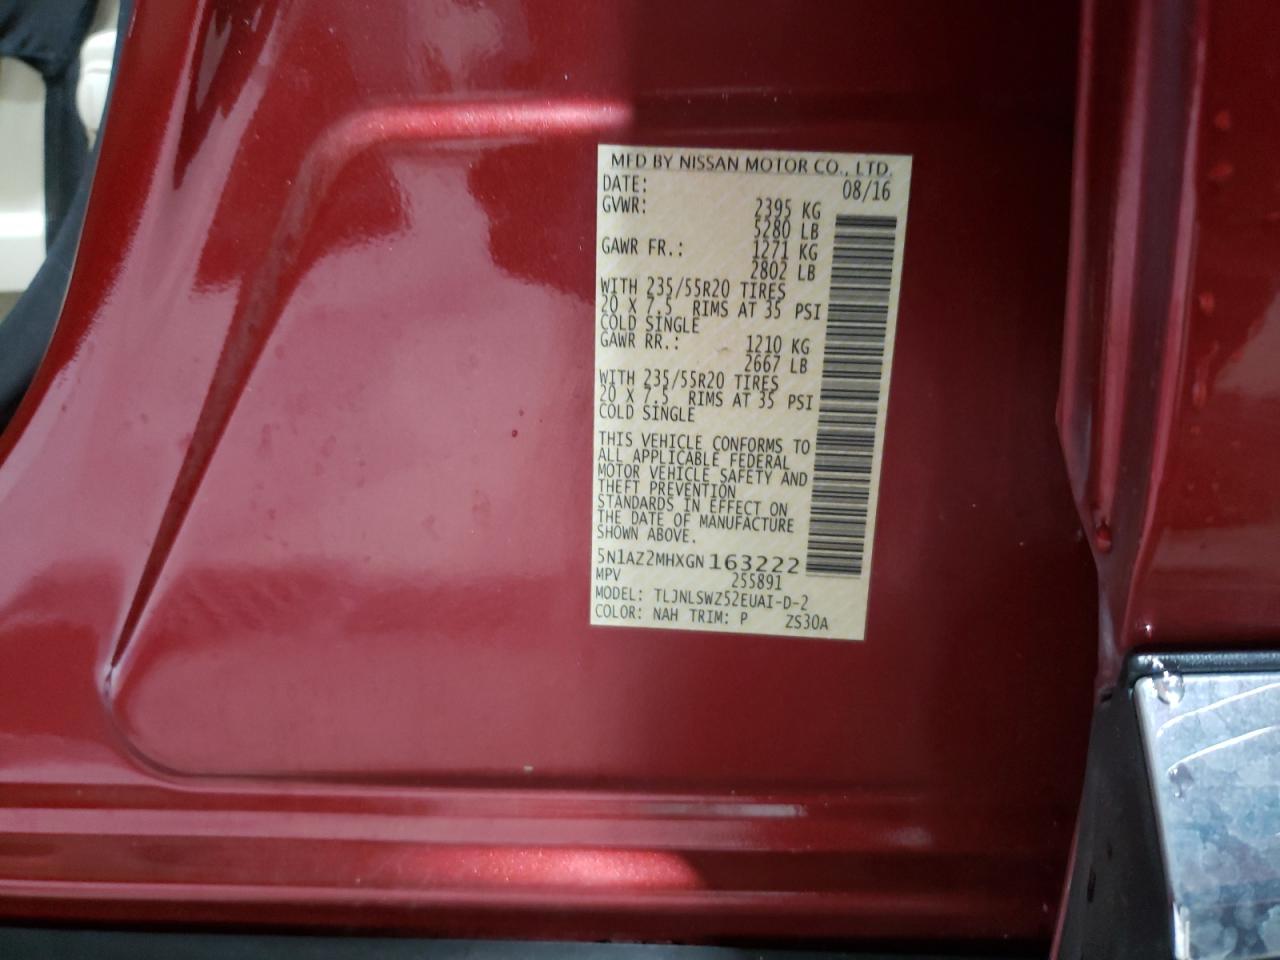 MFD BY NISSAN MOTOR CO., LTD.
DATE: 08/16
GVWR: 2395 KG
5280 LB
GAWR FR.: 1271 KG
2802 LB
WITH 235/55R20 TIRES
20 X 7.5 RIMS AT 35 PSI
COLD SINGLE
GAWR RR.: 1210 KG
2667 LB
WITH 235/55R20 TIRES
20 X 7.5 RIMS AT 35 PSI
COLD SINGLE
THIS VEHICLE CONFORMS TO
ALL APPLICABLE FEDERAL
MOTOR VEHICLE SAFETY AND
THEFT PREVENTION
STANDARDS IN EFFECT ON
THE DATE OF MANUFACTURE
SHOWN ABOVE.
5N1AZ2MHXGN163222
MPV 255891
MODEL: TLJNLSWZ52EUAI-D-2
COLOR: NAH TRIM: P ZS30A